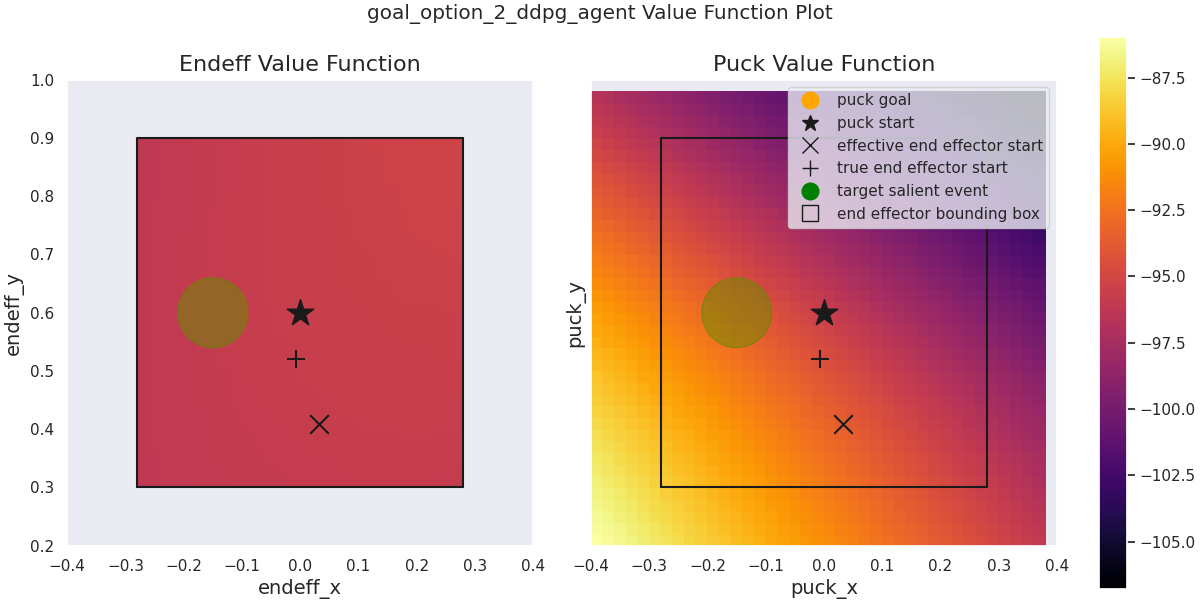 goal_option_2_ddpg_agent Value Function Plot
Endeff Value Function
Puck Value Function
1.0
0.9
0.8
0.7
0.6
0.5
0.4
0.3
0.2
endeff_y
−0.4 −0.3 −0.2 −0.1 0.0 0.1 0.2 0.3 0.4
endeff_x
puck goal
puck start
effective end effector start
true end effector start
target salient event
end effector bounding box
puck_y
−0.4 −0.3 −0.2 −0.1 0.0 0.1 0.2 0.3 0.4
puck_x
−87.5
−90.0
−92.5
−95.0
−97.5
−100.0
−102.5
−105.0